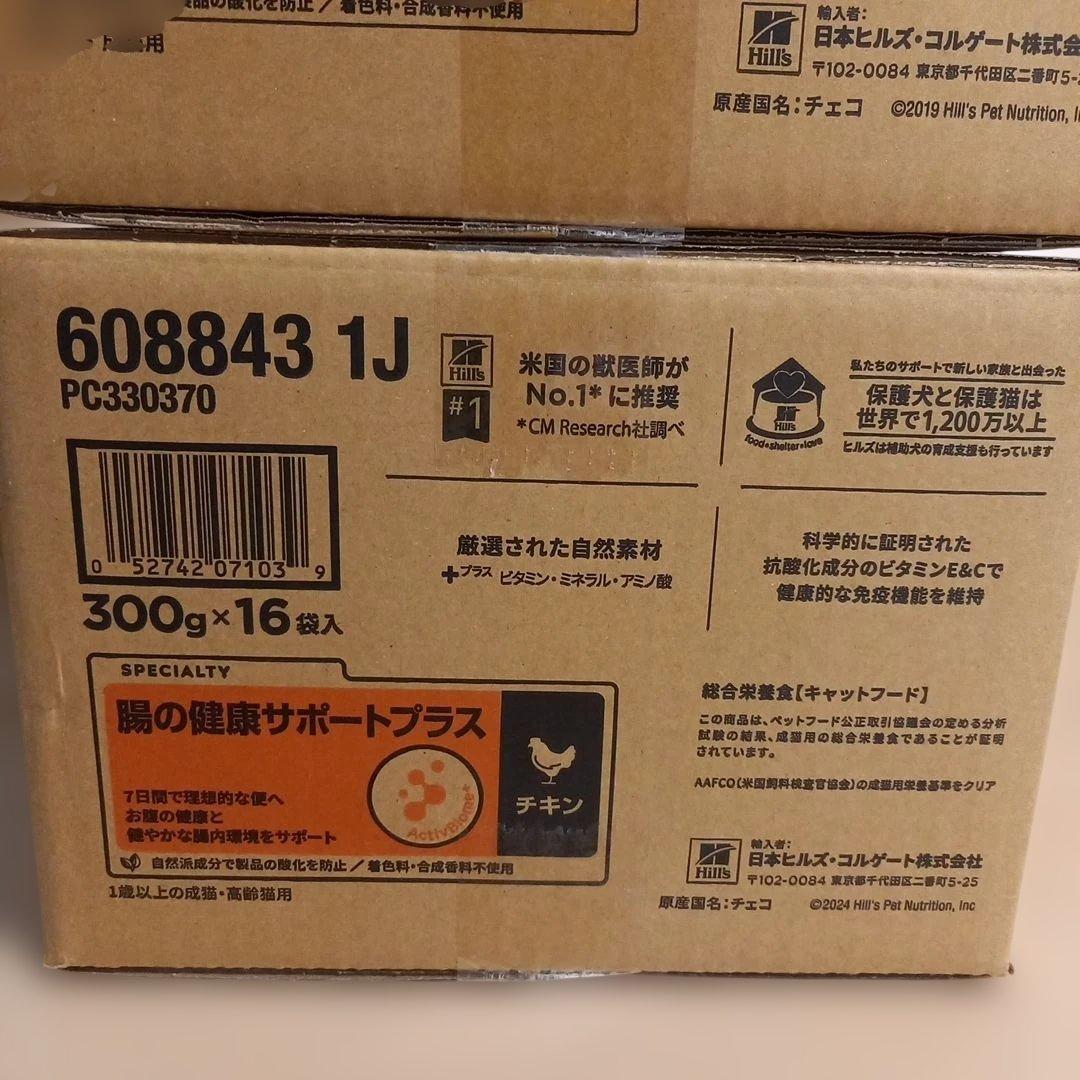 製品の酸化を防止 / 着色料・合成香料不使用
用
Hill's
輸入者:
日本ヒルズ・コルゲート株式会
〒102-0084 東京都千代田区二番町5-
原産国名:チェコ ©2019 Hill's Pet Nutrition,
608843 1J
PC330370
0 52742 07103 9
300g×16 袋入
Hill's
#1
米国の獣医師が
No.1*に推奨
*CM Research社調べ
Hill's
food•shelter•love
私たちのサポートで新しい家族と出会った
保護犬と保護猫は
世界で1,200万以上
ヒルズは補助犬の育成支援も行っています
厳選された自然素材
+プラス ビタミン・ミネラル・アミノ酸
科学的に証明された
抗酸化成分のビタミンE&Cで
健康的な免疫機能を維持
SPECIALTY
腸の健康サポートプラス
7日間で理想的な便へ
お腹の健康と
健やかな腸内環境をサポート
ActivBiome+
チキン
自然派成分で製品の酸化を防止 / 着色料・合成香料不使用
1歳以上の成猫・高齢猫用
総合栄養食【キャットフード】
この商品は、ペットフード公正取引協議会の定める分析
試験の結果、成猫用の総合栄養食であることが証明
されています。
AAFCO(米国飼料検査官協会)の成猫用栄養基準をクリア
Hill's
輸入者:
日本ヒルズ・コルゲート株式会社
〒102-0084 東京都千代田区二番町5-25
原産国名:チェコ ©2024 Hill's Pet Nutrition, Inc